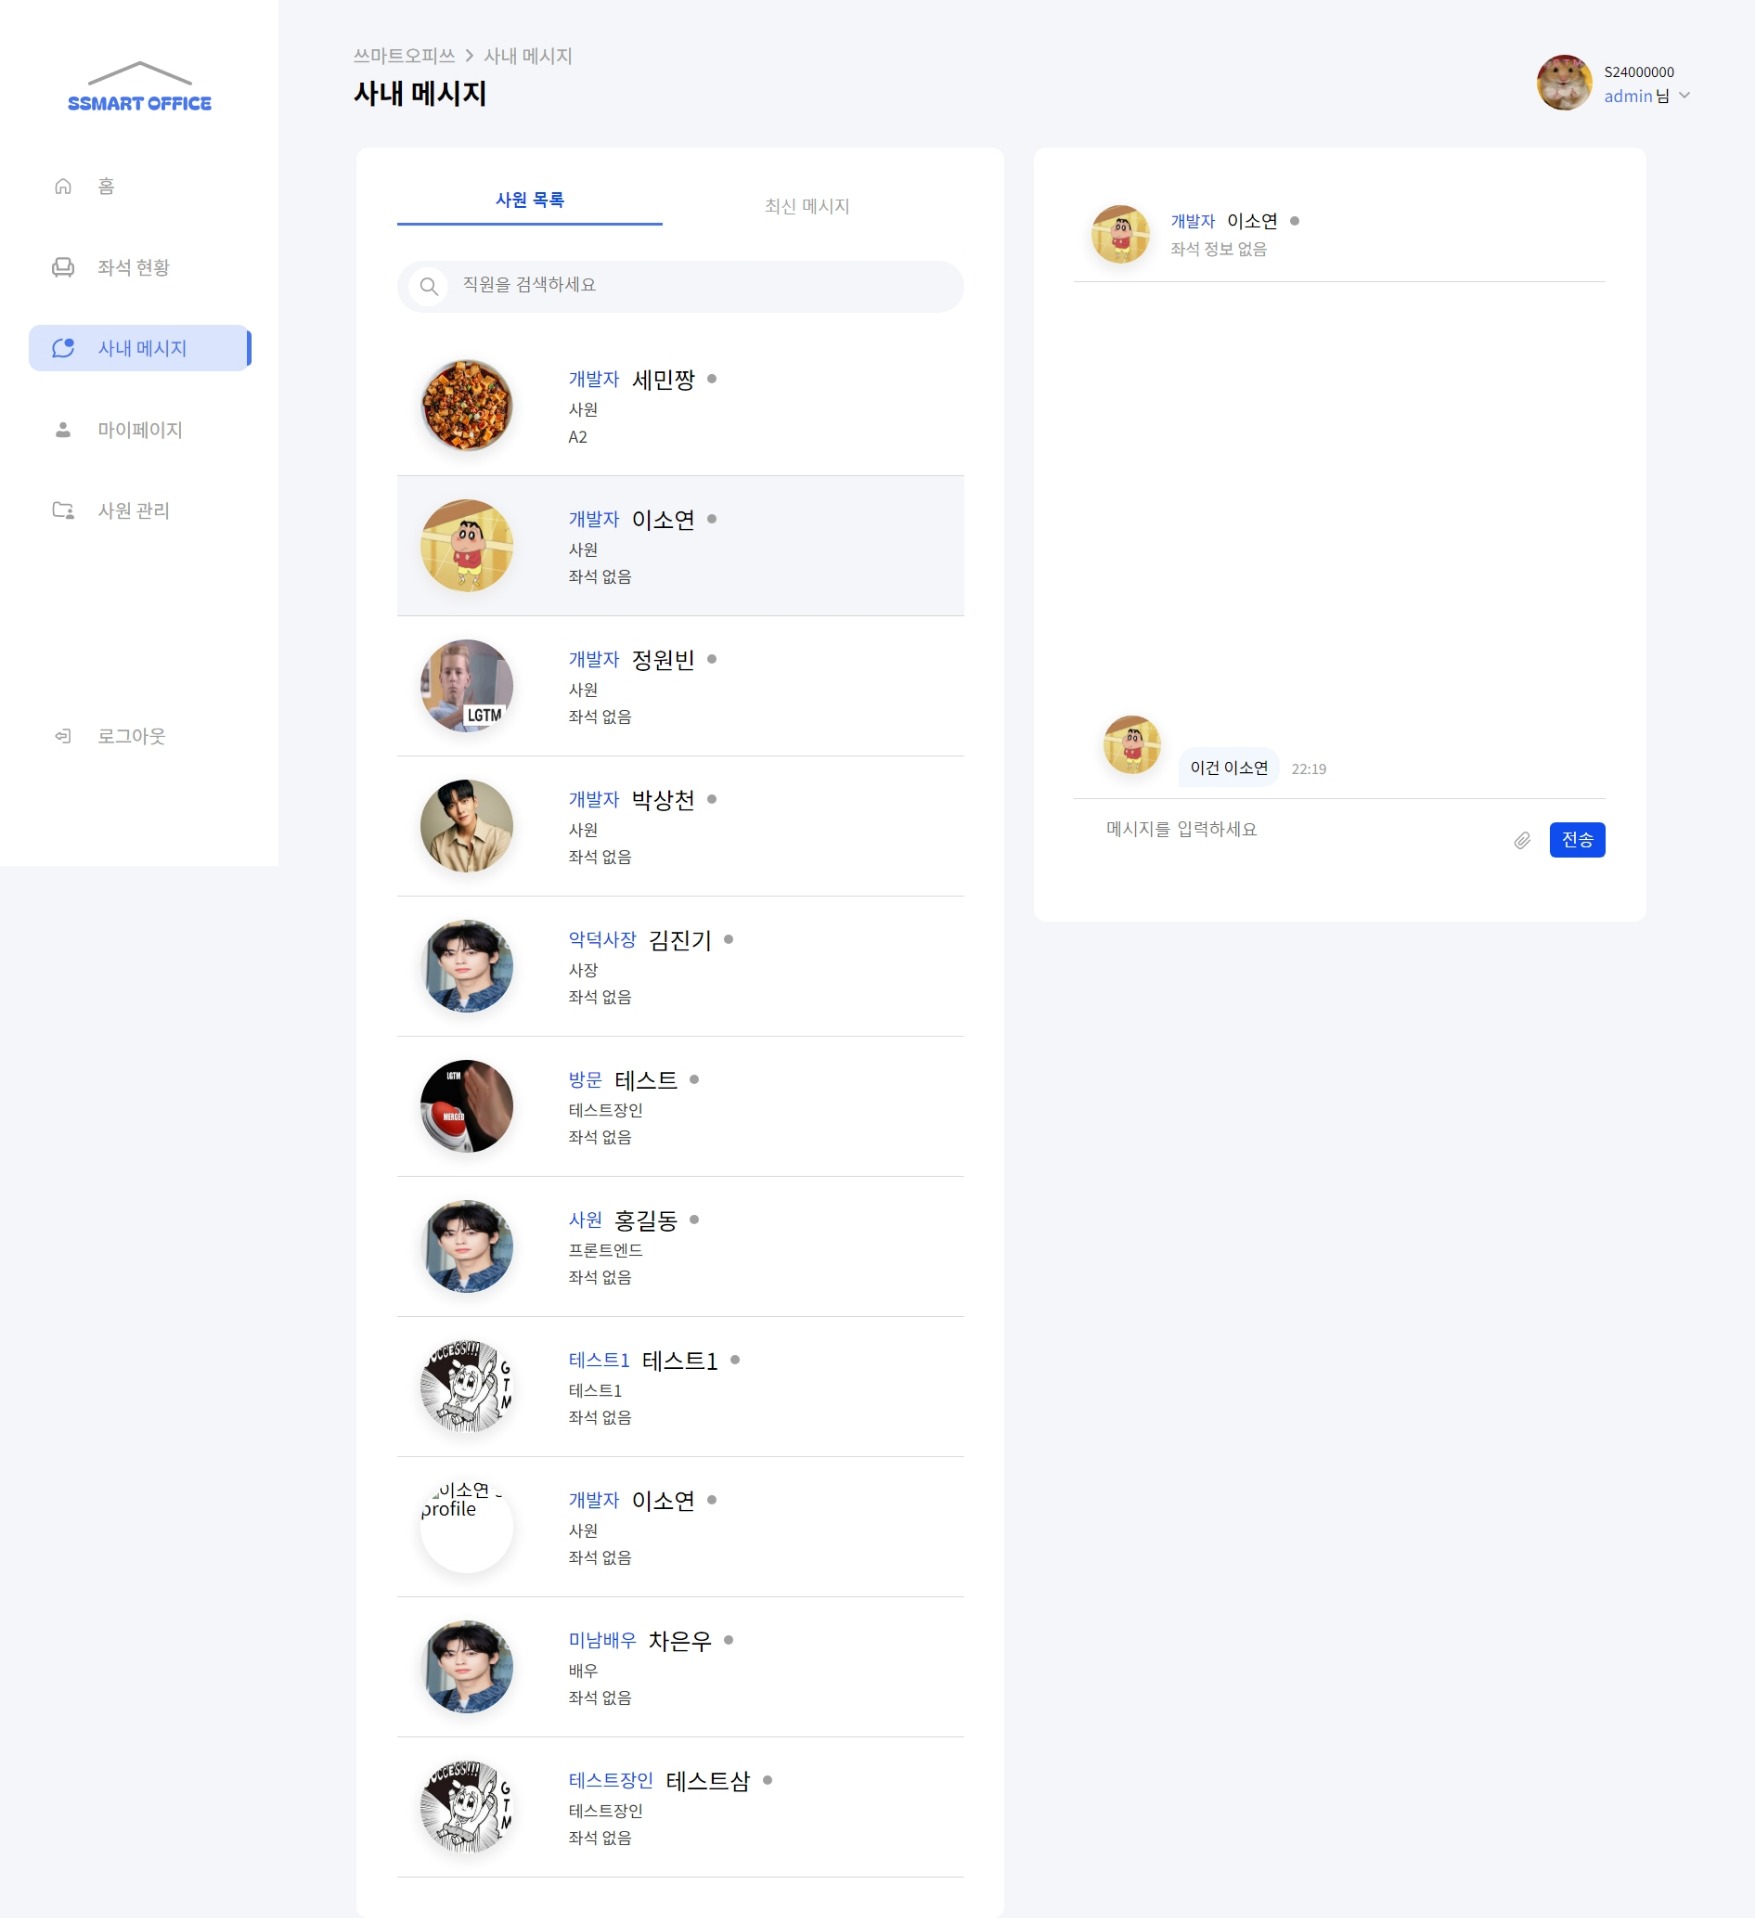 SSMART OFFICE
홈
좌석 현황
사내 메시지
마이페이지
사원 관리
로그아웃
쓰마트오피쓰 > 사내 메시지
사내 메시지
S24000000
admin 님
사원 목록
최신 메시지
직원을 검색하세요
개발자 세민짱
사원
A2
개발자 이소연
사원
좌석 없음
LGTM
개발자 정원빈
사원
좌석 없음
개발자 박상천
사원
좌석 없음
악덕사장 김진기
사장
좌석 없음
LGTM
MERGED
방문 테스트
테스트장인
좌석 없음
사원 홍길동
프론트엔드
좌석 없음
GTM
테스트1 테스트1
테스트1
좌석 없음
이소연
profile
개발자 이소연
사원
좌석 없음
미남배우 차은우
배우
좌석 없음
GTM
테스트장인 테스트삼
테스트장인
좌석 없음
개발자 이소연
좌석 정보 없음
이건 이소연 22:19
메시지를 입력하세요
전송